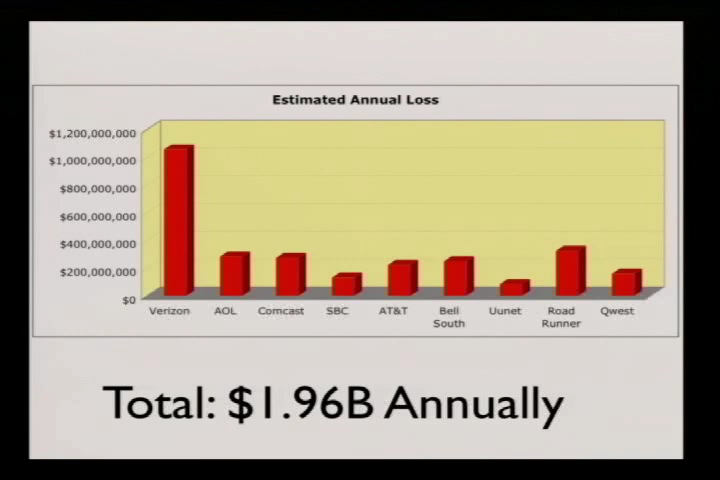 Estimated Annual Loss
$1,200,000,000
$1,000,000,000
$800,000,000
$600,000,000
$400,000,000
$200,000,000
$0
Verizon AOL Comcast SBC AT&T Bell South Uunet Road Runner Qwest
Total: $1.96B Annually